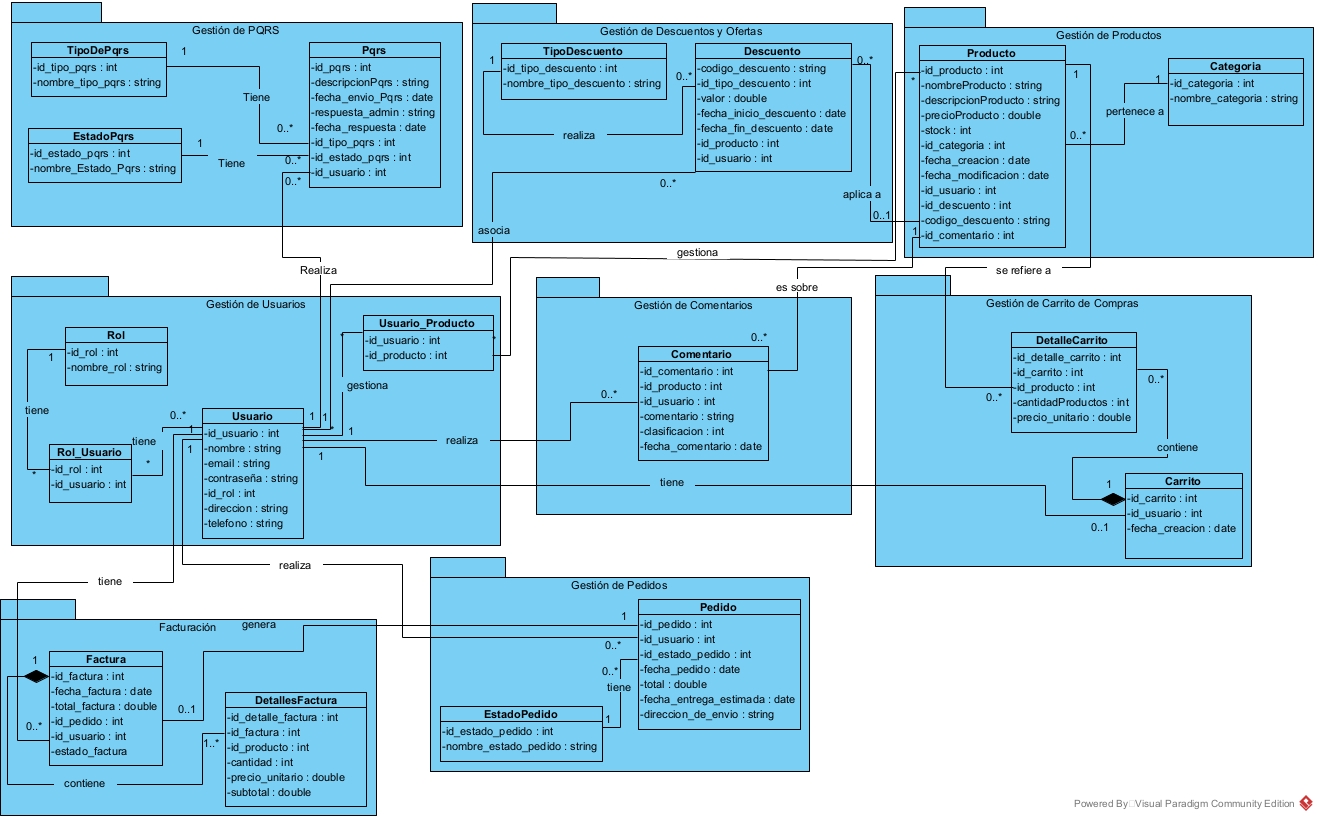 Gestión de PQRS
TipoDePqrs
-id_tipo_pqrs : int
-nombre_tipo_pqrs : string
EstadoPqrs
-id_estado_pqrs : int
-nombre_Estado_Pqrs : string
Pqrs
-id_pqrs : int
-descripcionPqrs : string
-fecha_envio_Pqrs : date
-respuesta_admin : string
-fecha_respuesta : date
-id_tipo_pqrs : int
-id_estado_pqrs : int
-id_usuario : int
1
Tiene
0..*
1
Tiene
0..*
0..*
Realiza
Gestión de Descuentos y Ofertas
TipoDescuento
-id_tipo_descuento : int
-nombre_tipo_descuento : string
Descuento
-codigo_descuento : string
-id_tipo_descuento : int
-valor : double
-fecha_inicio_descuento : date
-fecha_fin_descuento : date
-id_producto : int
-id_usuario : int
1
0..*
realiza
0..*
asocia
0..*
aplica a
0..1
Gestión de Productos
Producto
-id_producto : int
-nombreProducto : string
-descripcionProducto : string
-precioProducto : double
-stock : int
-id_categoria : int
-fecha_creacion : date
-fecha_modificacion : date
-id_usuario : int
-id_descuento : int
-codigo_descuento : string
-id_comentario : int
Categoria
-id_categoria : int
-nombre_categoria : string
*
1
1
pertenece a
0..*
1
gestiona
es sobre
se refiere a
Gestión de Usuarios
Rol
-id_rol : int
-nombre_rol : string
Usuario_Producto
-id_usuario : int
-id_producto : int
Rol_Usuario
-id_rol : int
-id_usuario : int
Usuario
-id_usuario : int
-nombre : string
-email : string
-contraseña : string
-id_rol : int
-direccion : string
-telefono : string
1
tiene
*
*
tiene
0..*
1
1
1
1
*
1
1
*
*
gestiona
realiza
tiene
tiene
realiza
Gestión de Comentarios
Comentario
-id_comentario : int
-id_producto : int
-id_usuario : int
-comentario : string
-clasificacion : int
-fecha_comentario : date
0..*
0..*
Gestión de Carrito de Compras
DetalleCarrito
-id_detalle_carrito : int
-id_carrito : int
-id_producto : int
-cantidadProductos : int
-precio_unitario : double
Carrito
-id_carrito : int
-id_usuario : int
-fecha_creacion : date
0..*
0..*
contiene
1
0..1
Gestión de Pedidos
Pedido
-id_pedido : int
-id_usuario : int
-id_estado_pedido : int
-fecha_pedido : date
-total : double
-fecha_entrega_estimada : date
-direccion_de_envio : string
EstadoPedido
-id_estado_pedido : int
-nombre_estado_pedido : string
1
0..*
0..*
tiene
1
Facturación
genera
Factura
-id_factura : int
-fecha_factura : date
-total_factura : double
-id_pedido : int
-id_usuario : int
-estado_factura
DetallesFactura
-id_detalle_factura : int
-id_factura : int
-id_producto : int
-cantidad : int
-precio_unitario : double
-subtotal : double
1
0..*
0..1
1..*
contiene
Powered By Visual Paradigm Community Edition